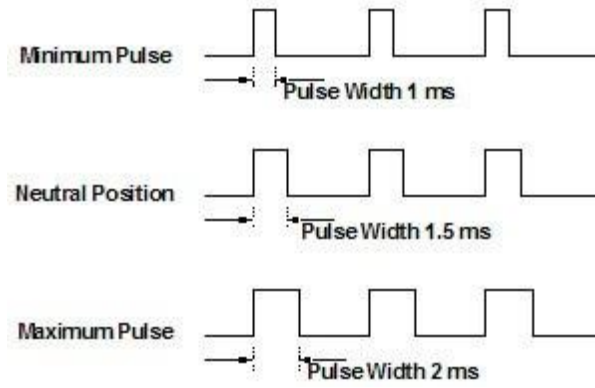 Minimum Pulse
Pulse Width 1 ms
Neutral Position
Pulse Width 1.5 ms
Maximum Pulse
Pulse Width 2 ms